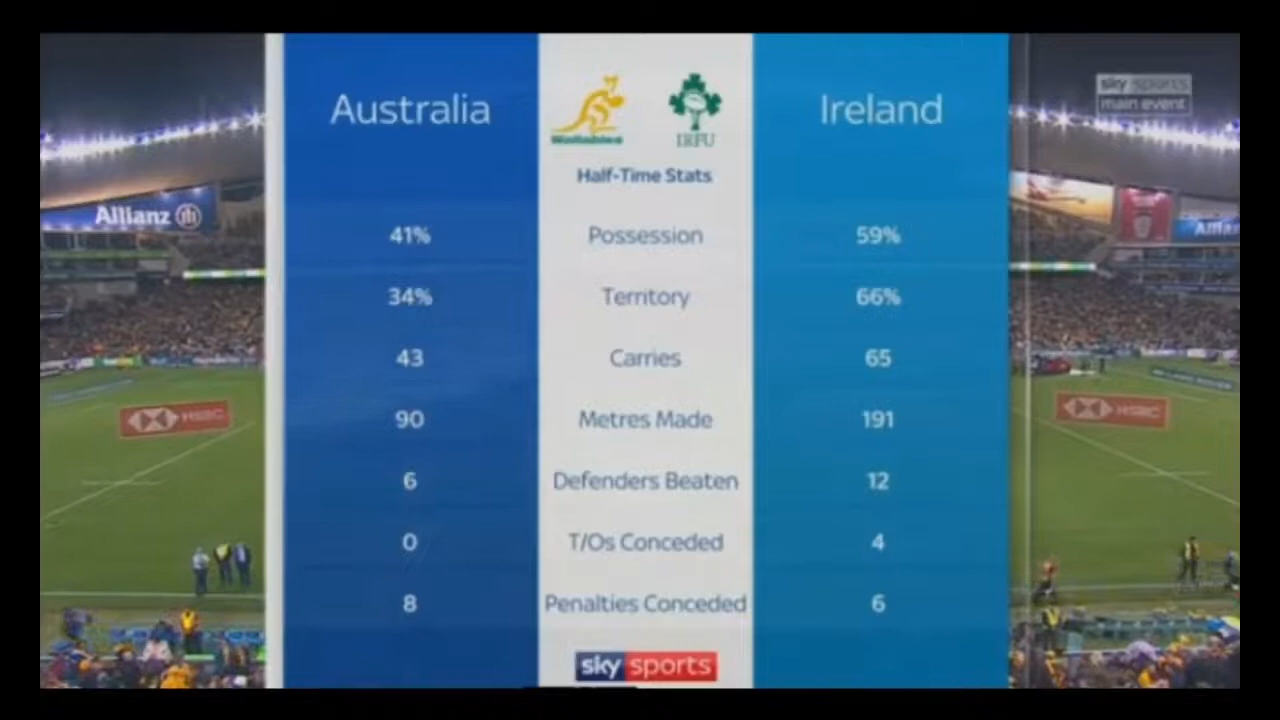 Australia
Wallabies
IRFU
Ireland
sky sports
main event
Half-Time Stats
Allianz
41% Possession 59%
34% Territory 66%
43 Carries 65
90 Metres Made 191
HSBC
HSBC
6 Defenders Beaten 12
0 T/Os Conceded 4
8 Penalties Conceded 6
sky sports